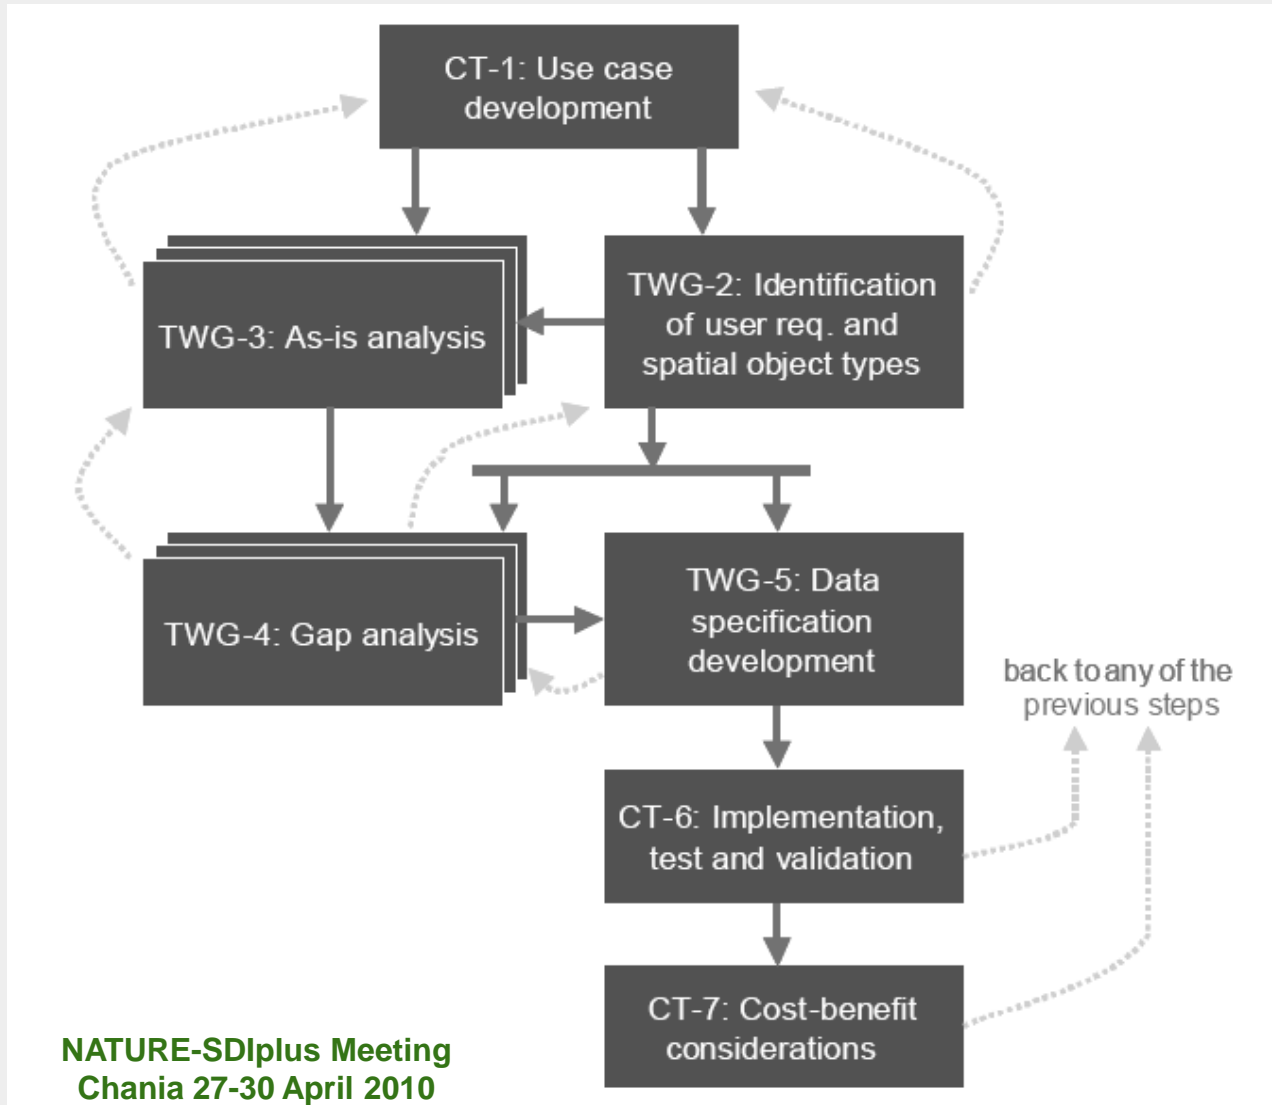 CT-1: Use case
development
TWG-3: As-is analysis
TWG-2: Identification
of user req. and
spatial object types
TWG-4: Gap analysis
TWG-5: Data
specification
development
back to any of the
previous steps
CT-6: Implementation,
test and validation
CT-7: Cost-benefit
considerations
NATURE-SDIplus Meeting
Chania 27-30 April 2010